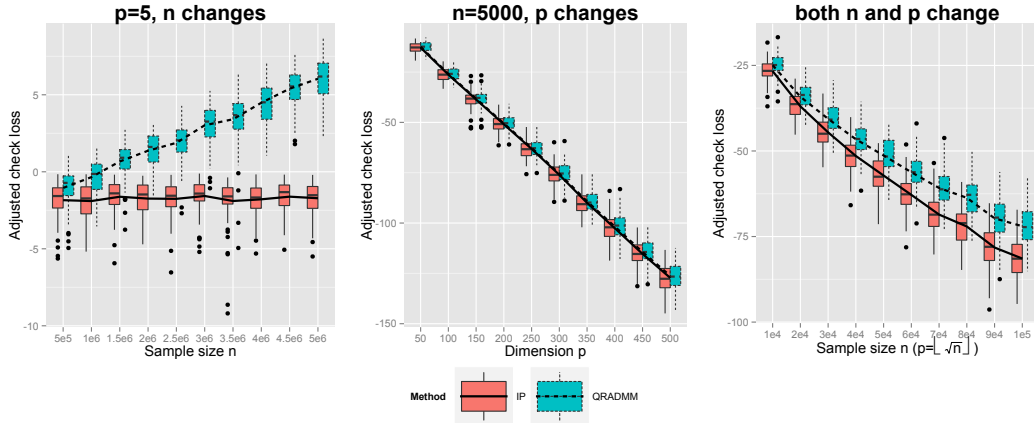 p=5, n changes
Adjusted check loss
5
0
-5
-10
5e5 1e6 1.5e6 2e6 2.5e6 3e6 3.5e6 4e6 4.5e6 5e6
Sample size n
n=5000, p changes
Adjusted check loss
0
-50
-100
-150
50 100 150 200 250 300 350 400 450 500
Dimension p
both n and p change
Adjusted check loss
-25
-50
-75
-100
1e4 2e4 3e4 4e4 5e4 6e4 7e4 8e4 9e4 1e5
Sample size n (p=⌊√n⌋)
Method IP QRADMM